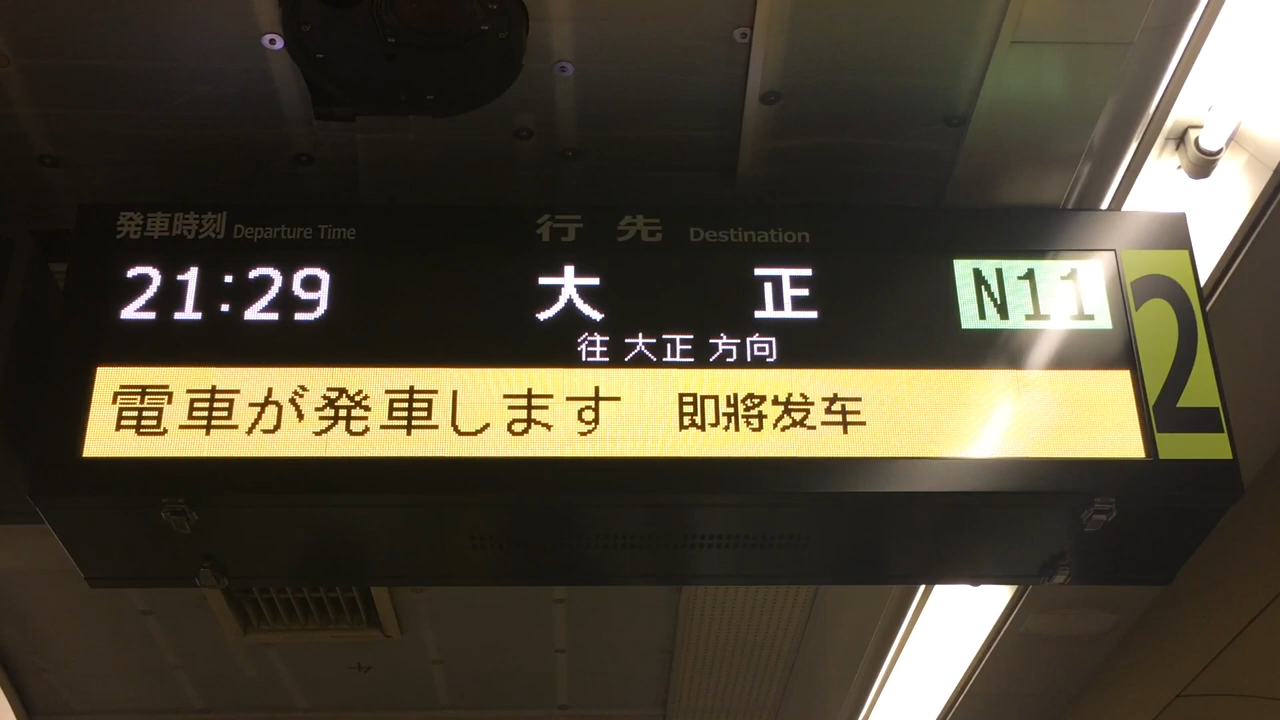 発車時刻 Departure Time 行先 Destination
21:29 大正 N11 2
往 大正 方向
電車が発車します 即將发车